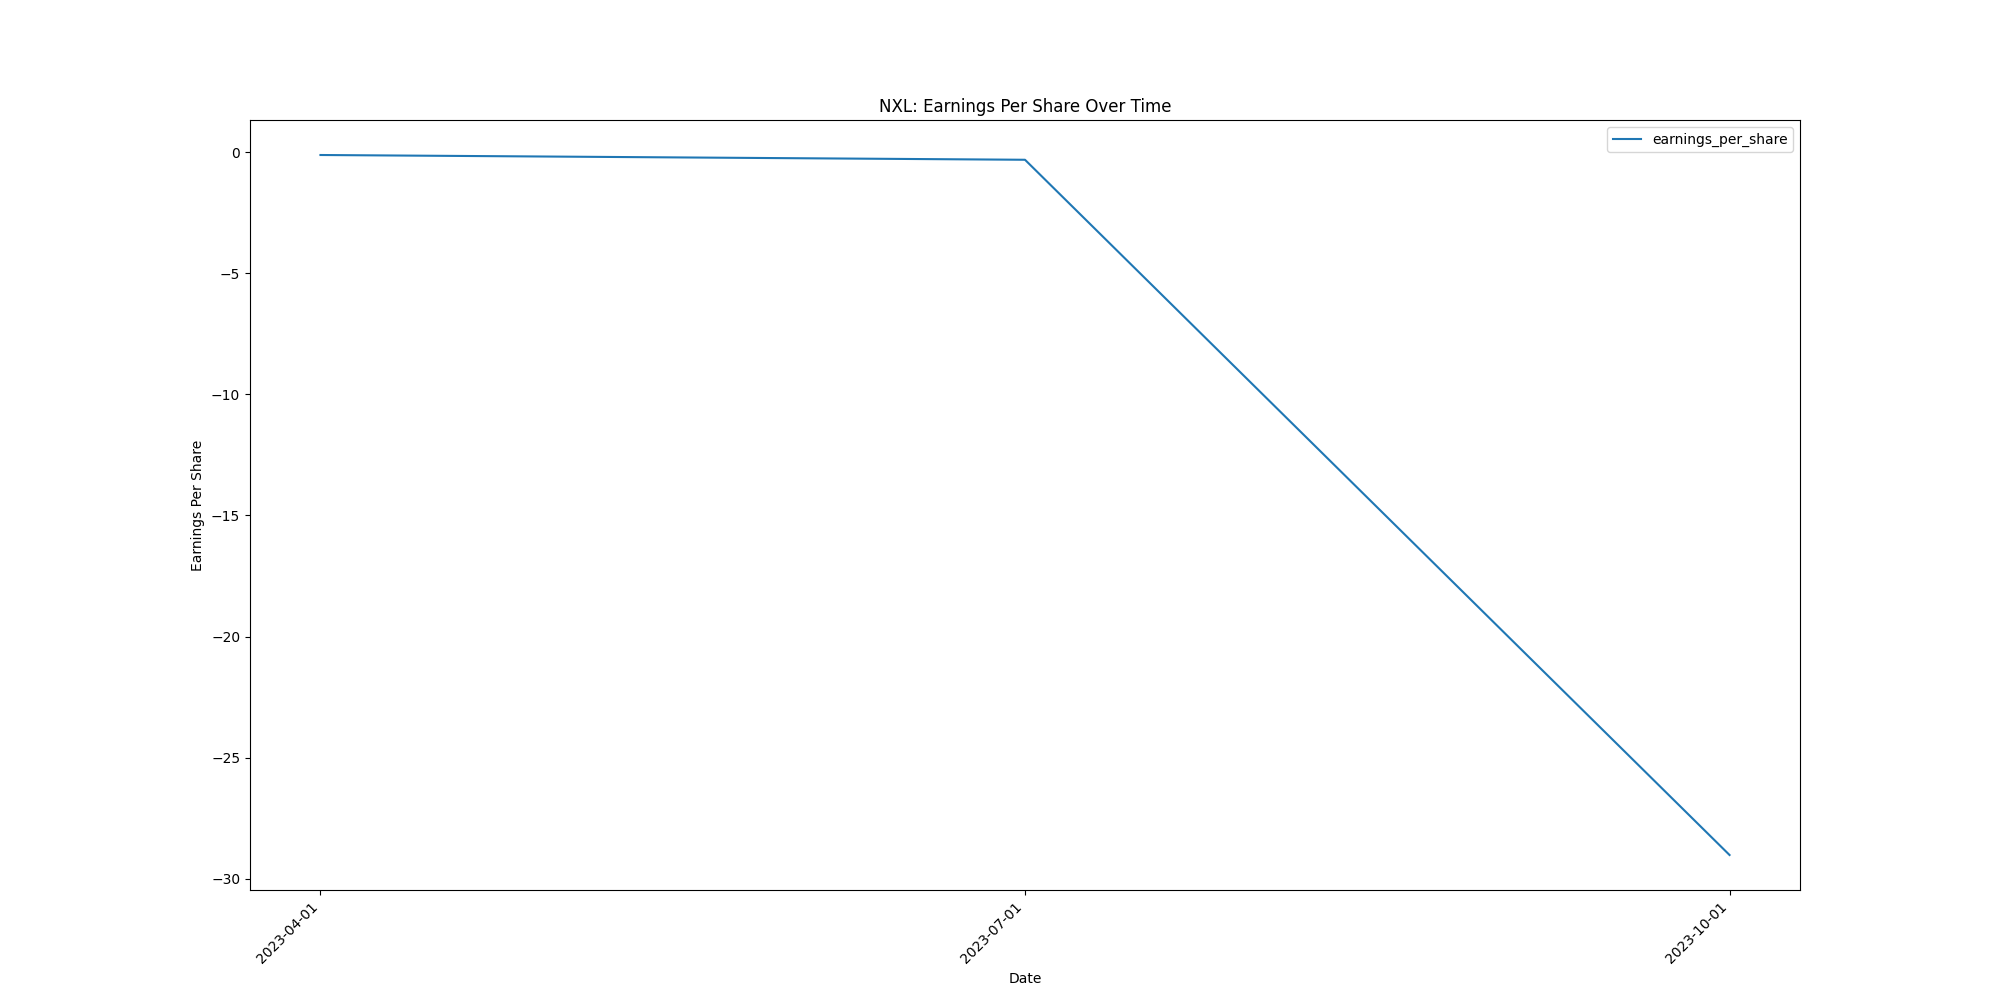 NXL: Earnings Per Share Over Time
earnings_per_share
0
−5
−10
−15
−20
−25
−30
Earnings Per Share
2023-04-01
2023-07-01
2023-10-01
Date